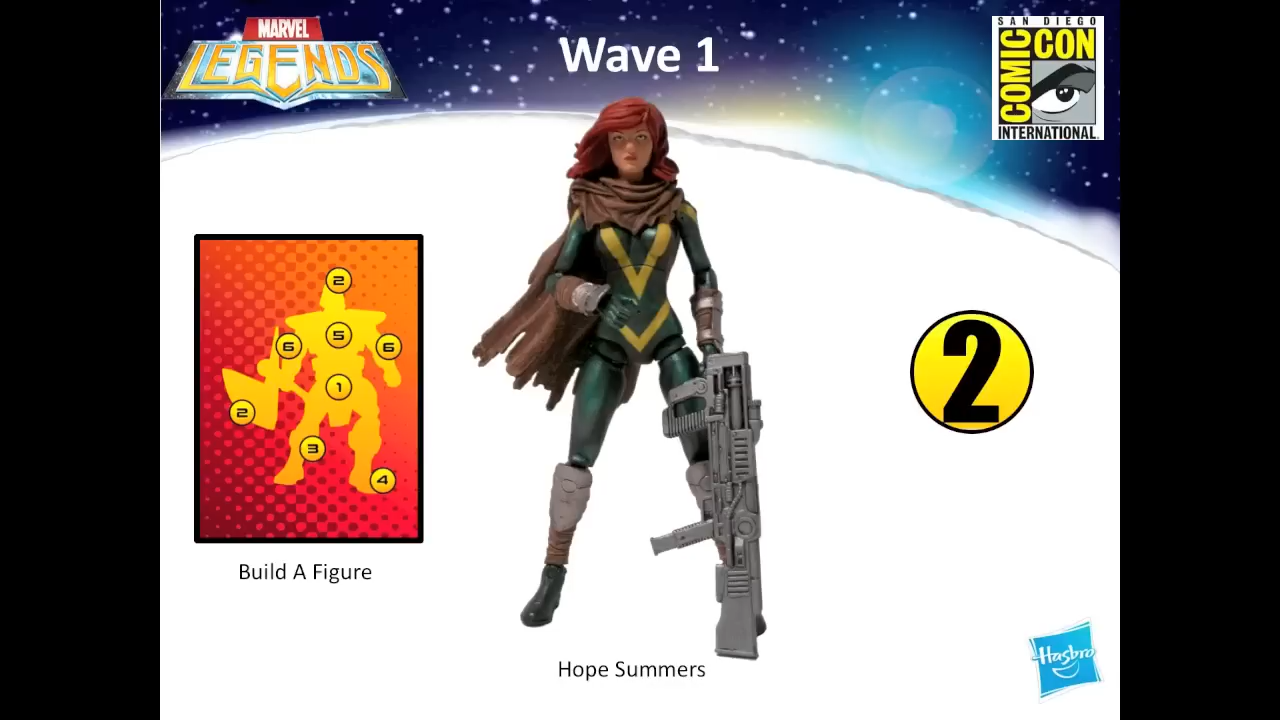 MARVEL
LEGENDS
Wave 1
SAN DIEGO
COMIC
CON
INTERNATIONAL
2
5
6
6
1
2
3
4
2
Build A Figure
Hope Summers
Hasbro